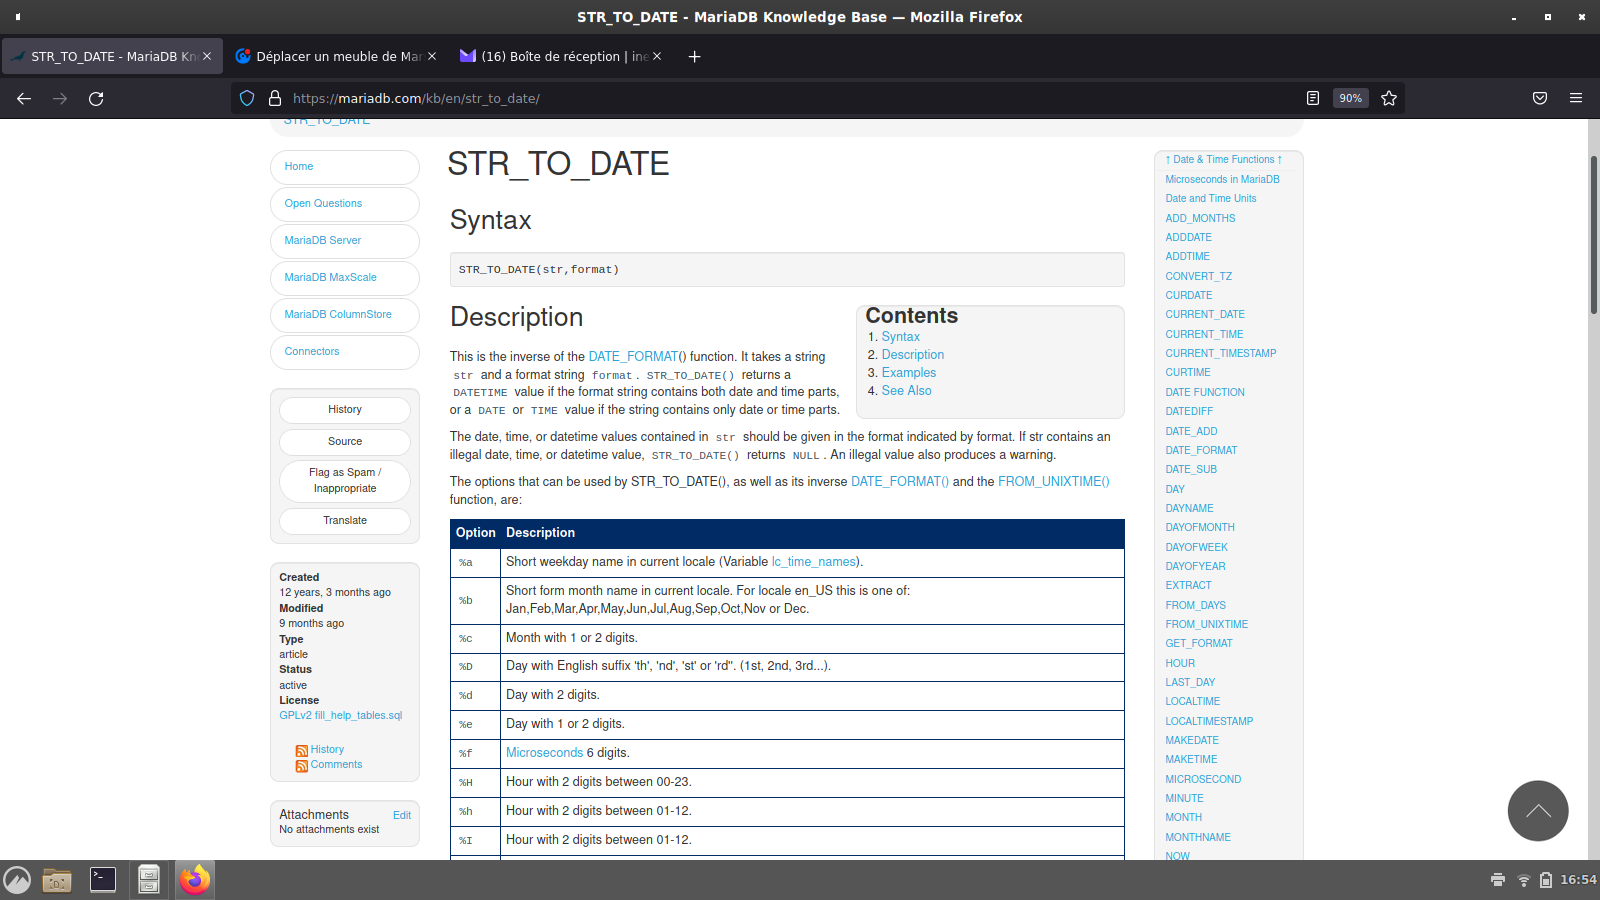 STR_TO_DATE - MariaDB Knowledge Base — Mozilla Firefox
STR_TO_DATE - MariaDB Kn
Déplacer un meuble de Mar
(16) Boîte de réception | ine
https://mariadb.com/kb/en/str_to_date/
90%
STR_TO_DATE
Home
Open Questions
MariaDB Server
MariaDB MaxScale
MariaDB ColumnStore
Connectors
History
Source
Flag as Spam /
Inappropriate
Translate
Created
12 years, 3 months ago
Modified
9 months ago
Type
article
Status
active
License
GPLv2 fill_help_tables.sql
History
Comments
Attachments Edit
No attachments exist
STR_TO_DATE
Syntax
STR_TO_DATE(str,format)
Description
This is the inverse of the DATE_FORMAT() function. It takes a string
str and a format string format. STR_TO_DATE() returns a
DATETIME value if the format string contains both date and time parts,
or a DATE or TIME value if the string contains only date or time parts.
Contents
1. Syntax
2. Description
3. Examples
4. See Also
The date, time, or datetime values contained in str should be given in the format indicated by format. If str contains an
illegal date, time, or datetime value, STR_TO_DATE() returns NULL. An illegal value also produces a warning.
The options that can be used by STR_TO_DATE(), as well as its inverse DATE_FORMAT() and the FROM_UNIXTIME()
function, are:
Option Description
%a Short weekday name in current locale (Variable lc_time_names).
%b Short form month name in current locale. For locale en_US this is one of:
Jan,Feb,Mar,Apr,May,Jun,Jul,Aug,Sep,Oct,Nov or Dec.
%c Month with 1 or 2 digits.
%D Day with English suffix 'th', 'nd', 'st' or 'rd''. (1st, 2nd, 3rd...).
%d Day with 2 digits.
%e Day with 1 or 2 digits.
%f Microseconds 6 digits.
%H Hour with 2 digits between 00-23.
%h Hour with 2 digits between 01-12.
%I Hour with 2 digits between 01-12.
↑ Date & Time Functions ↑
Microseconds in MariaDB
Date and Time Units
ADD_MONTHS
ADDDATE
ADDTIME
CONVERT_TZ
CURDATE
CURRENT_DATE
CURRENT_TIME
CURRENT_TIMESTAMP
CURTIME
DATE FUNCTION
DATEDIFF
DATE_ADD
DATE_FORMAT
DATE_SUB
DAY
DAYNAME
DAYOFMONTH
DAYOFWEEK
DAYOFYEAR
EXTRACT
FROM_DAYS
FROM_UNIXTIME
GET_FORMAT
HOUR
LAST_DAY
LOCALTIME
LOCALTIMESTAMP
MAKEDATE
MAKETIME
MICROSECOND
MINUTE
MONTH
MONTHNAME
NOW
16:54